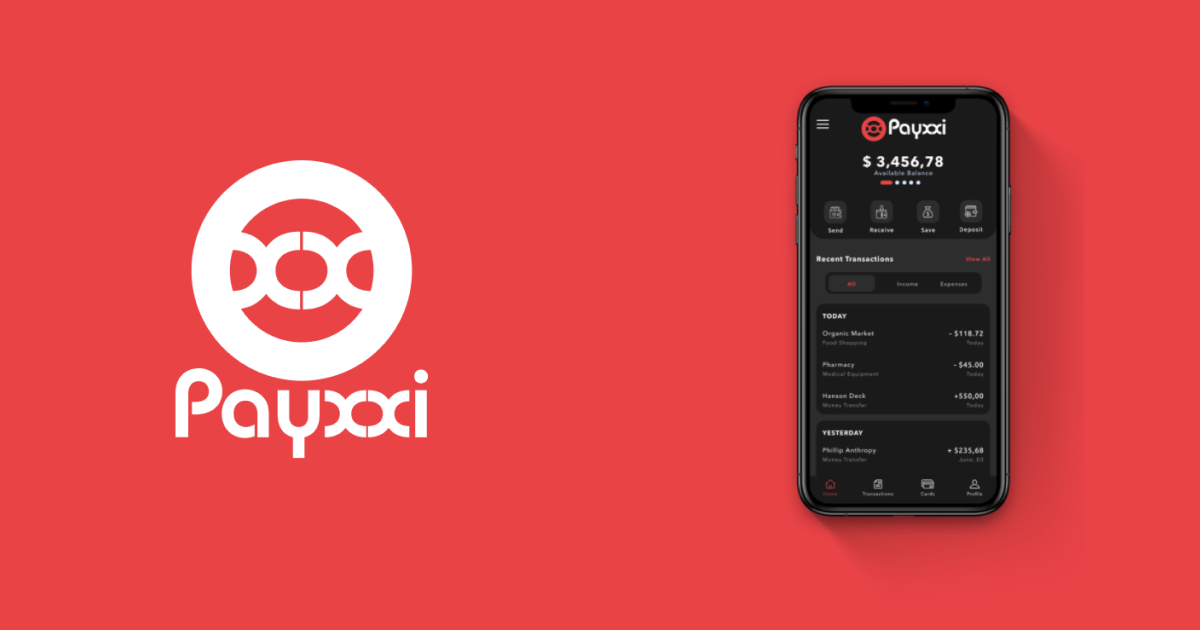 Payxxi
Payxxi
$ 3,456,78
Available Balance
Send Receive Save Deposit
Recent Transactions View All
All Income Expenses
TODAY
Organic Market - $118.72
Food Shopping Today
Pharmacy - $45.00
Medical Equipment Today
Hanson Deck +550,00
Money Transfer Today
YESTERDAY
Phillip Anthropy + $235,68
Money Transfer June, 03
Home Transactions Cards Profile